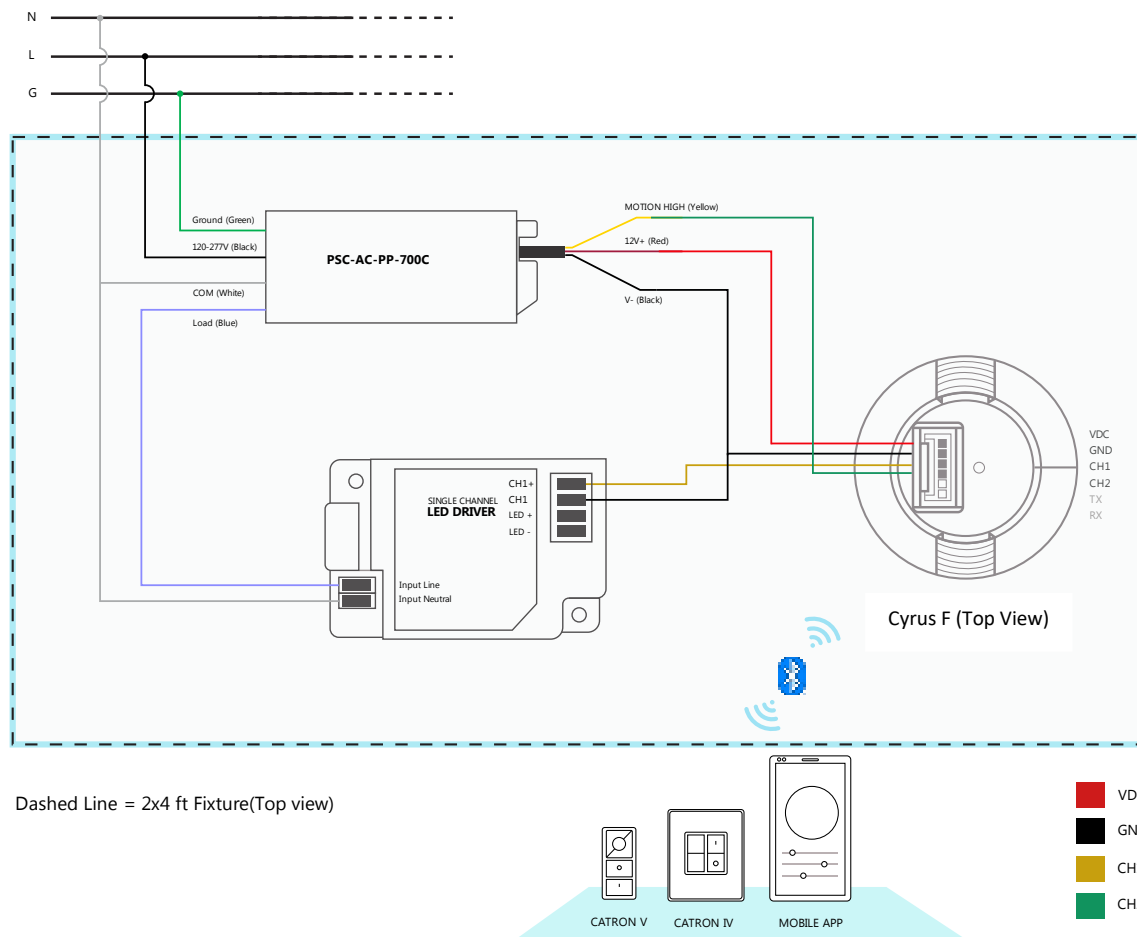 N
L
G
Ground (Green)
120-277V (Black)
COM (White)
Load (Blue)
PSC-AC-PP-700C
MOTION HIGH (Yellow)
12V+ (Red)
V- (Black)
VDC
GND
CH1
CH2
TX
RX
SINGLE CHANNEL
LED DRIVER
CH1+
CH1
LED +
LED -
Input Line
Input Neutral
Cyrus F (Top View)
Dashed Line = 2x4 ft Fixture(Top view)
CATRON V
CATRON IV
MOBILE APP
VD
GN
CH
CH